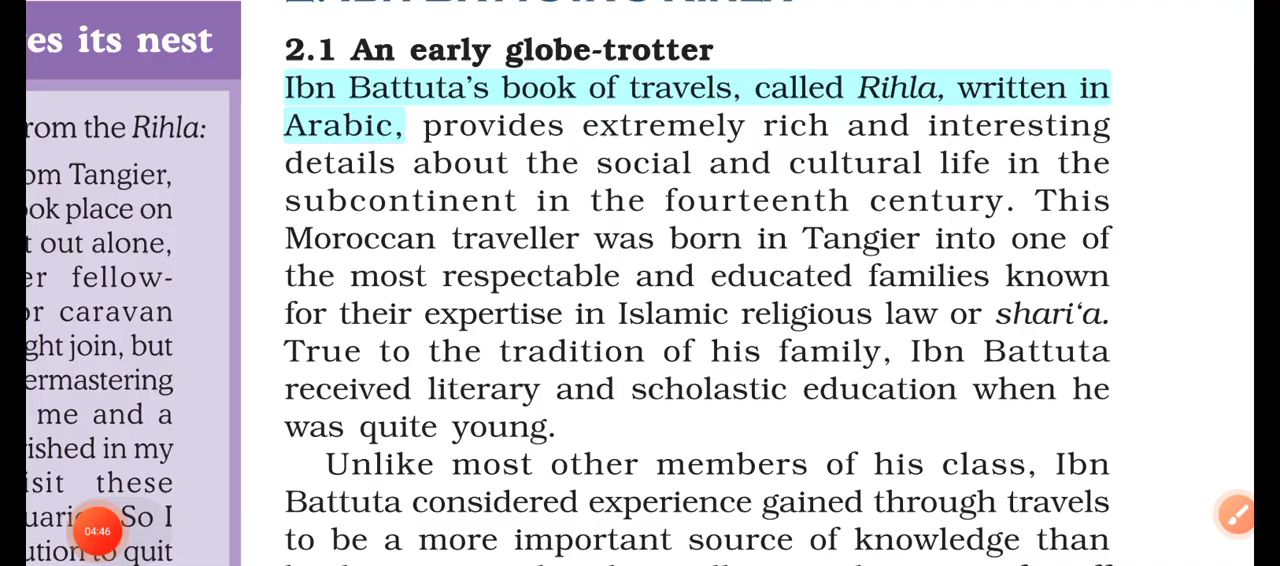 es its nest
rom the Rihla:
om Tangier,
ok place on
t out alone,
er fellow-
or caravan
ght join, but
ermastering
me and a
ished in my
isit these
So I
quit
04:46
2.1 An early globe-trotter
Ibn Battuta’s book of travels, called Rihla, written in
Arabic, provides extremely rich and interesting
details about the social and cultural life in the
subcontinent in the fourteenth century. This
Moroccan traveller was born in Tangier into one of
the most respectable and educated families known
for their expertise in Islamic religious law or shari‘a.
True to the tradition of his family, Ibn Battuta
received literary and scholastic education when he
was quite young.
Unlike most other members of his class, Ibn
Battuta considered experience gained through travels
to be a more important source of knowledge than